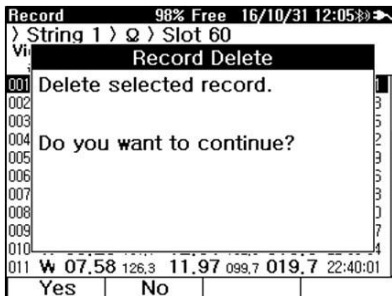 Record 98% Free 16/10/31 12:05
⟩ String 1 ⟩ Ω ⟩ Slot 60
Vi
Record Delete
001 Delete selected record. 1
002
003
004 Do you want to continue?
005
006
007
008
009
010
011 W 07.58 126,3 11.97 099,7 019.7 22:40:01
Yes No